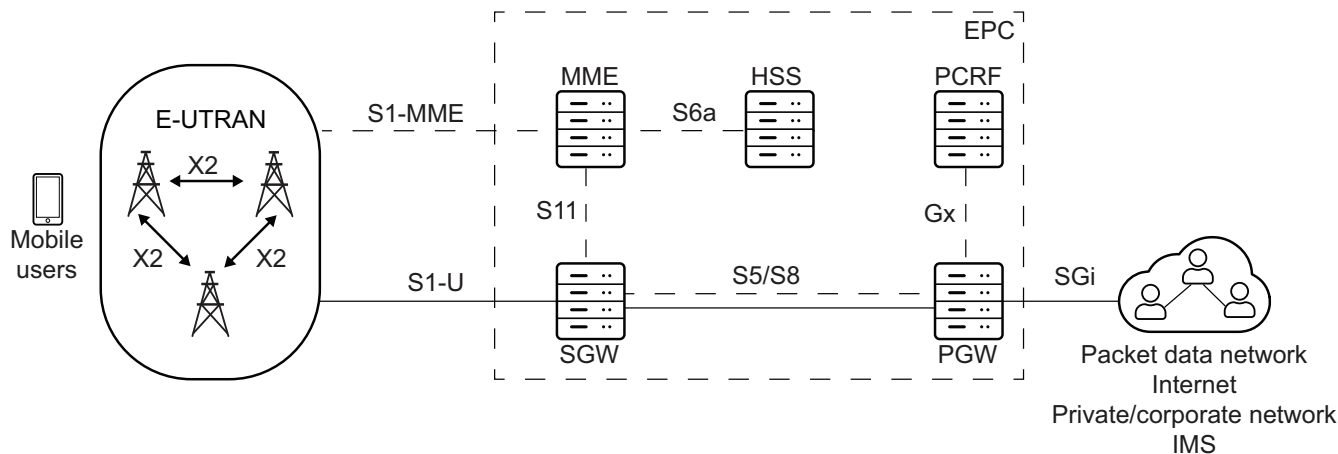 EPC
MME
HSS
PCRF
E-UTRAN
S1-MME
S6a
X2
X2
X2
Mobile
users
S11
Gx
S1-U
S5/S8
SGi
SGW
PGW
Packet data network
Internet
Private/corporate network
IMS